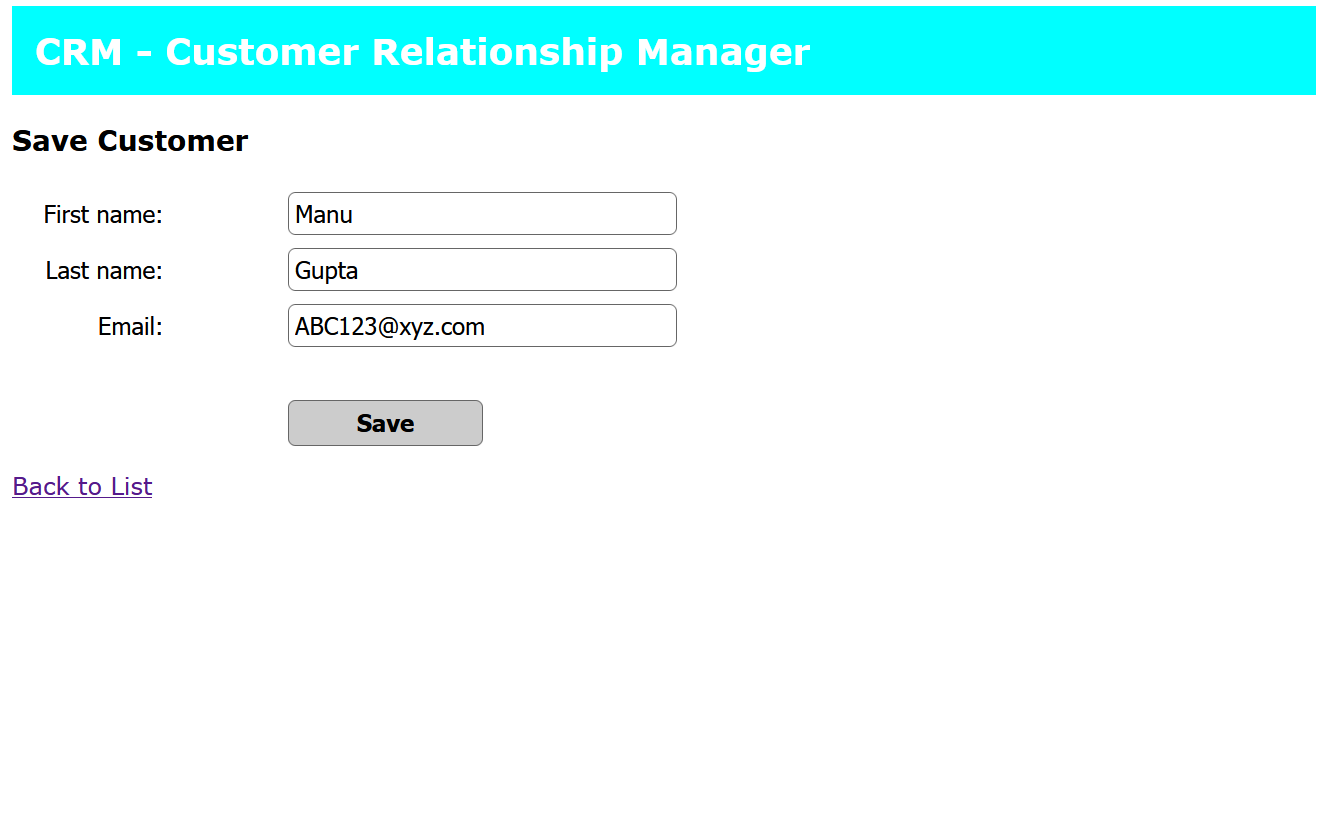 CRM – Customer Relationship Manager
Save Customer
First name: Manu
Last name: Gupta
Email: ABC123@xyz.com
Save
Back to List